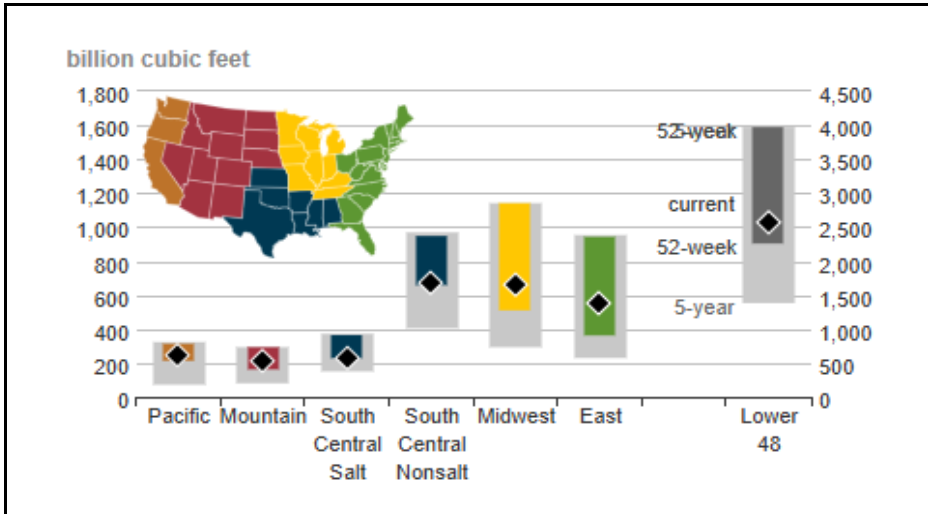 billion cubic feet
1,800 4,500
1,600 52-week 4,000
1,400 3,500
1,200 current 3,000
1,000 2,500
800 52-week 2,000
600 5-year 1,500
400 1,000
200 500
0 0
Pacific Mountain South South Midwest East Lower
Central Central 48
Salt Nonsalt